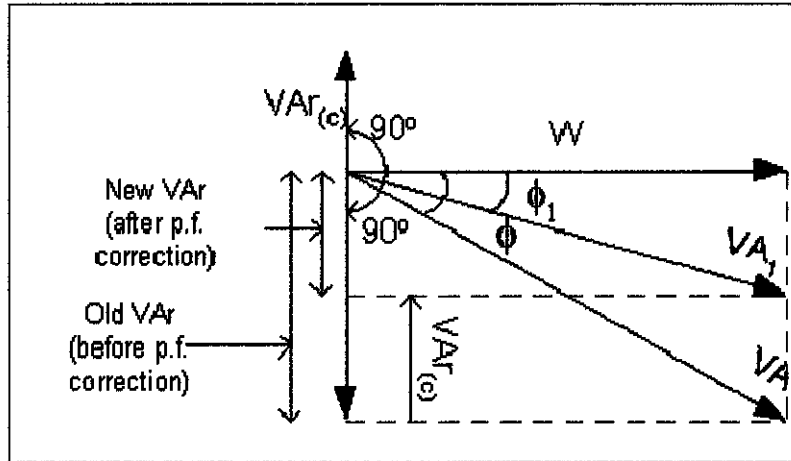 VAr(c)
90°
W
New VAr
(after p.f.
correction)
90°
ϕ1
ϕ
VA1
Old VAr
(before p.f.
correction)
VAr(c)
VA